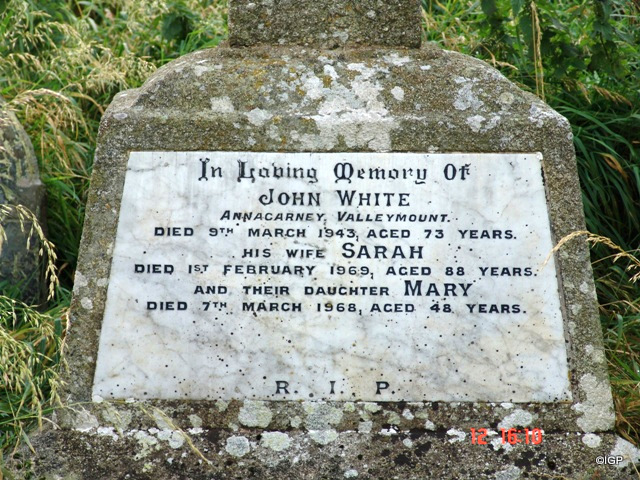 In Loving Memory Of
JOHN WHITE
ANNACARNEY, VALLEYMOUNT.
DIED 9TH MARCH 1943, AGED 73 YEARS.
HIS WIFE SARAH
DIED 1ST FEBRUARY 1969, AGED 88 YEARS.
AND THEIR DAUGHTER MARY
DIED 7TH MARCH 1968, AGED 48 YEARS.
R. I. P.
12.16.10
©IGP